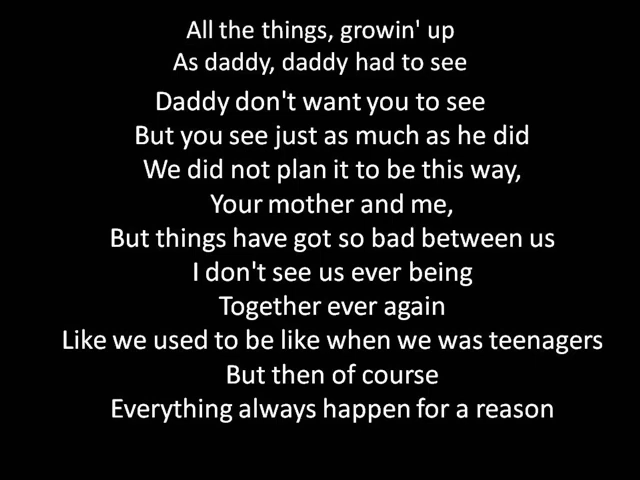 All the things, growin' up
As daddy, daddy had to see
Daddy don't want you to see
But you see just as much as he did
We did not plan it to be this way,
Your mother and me,
But things have got so bad between us
I don't see us ever being
Together ever again
Like we used to be like when we was teenagers
But then of course
Everything always happen for a reason